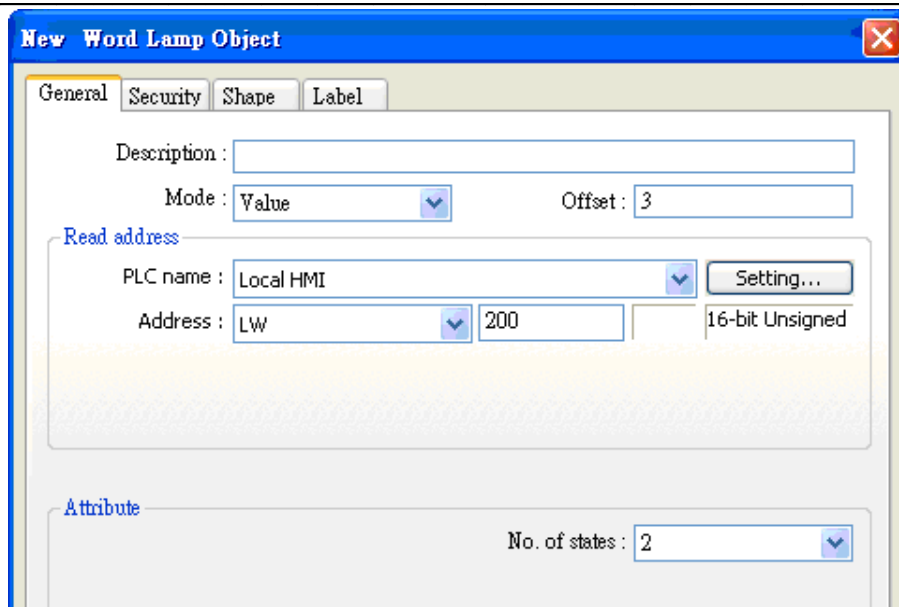 New Word Lamp Object
General Security Shape Label
Description :
Mode : Value Offset : 3
Read address
PLC name : Local HMI Setting...
Address : LW 200 16-bit Unsigned
Attribute
No. of states : 2